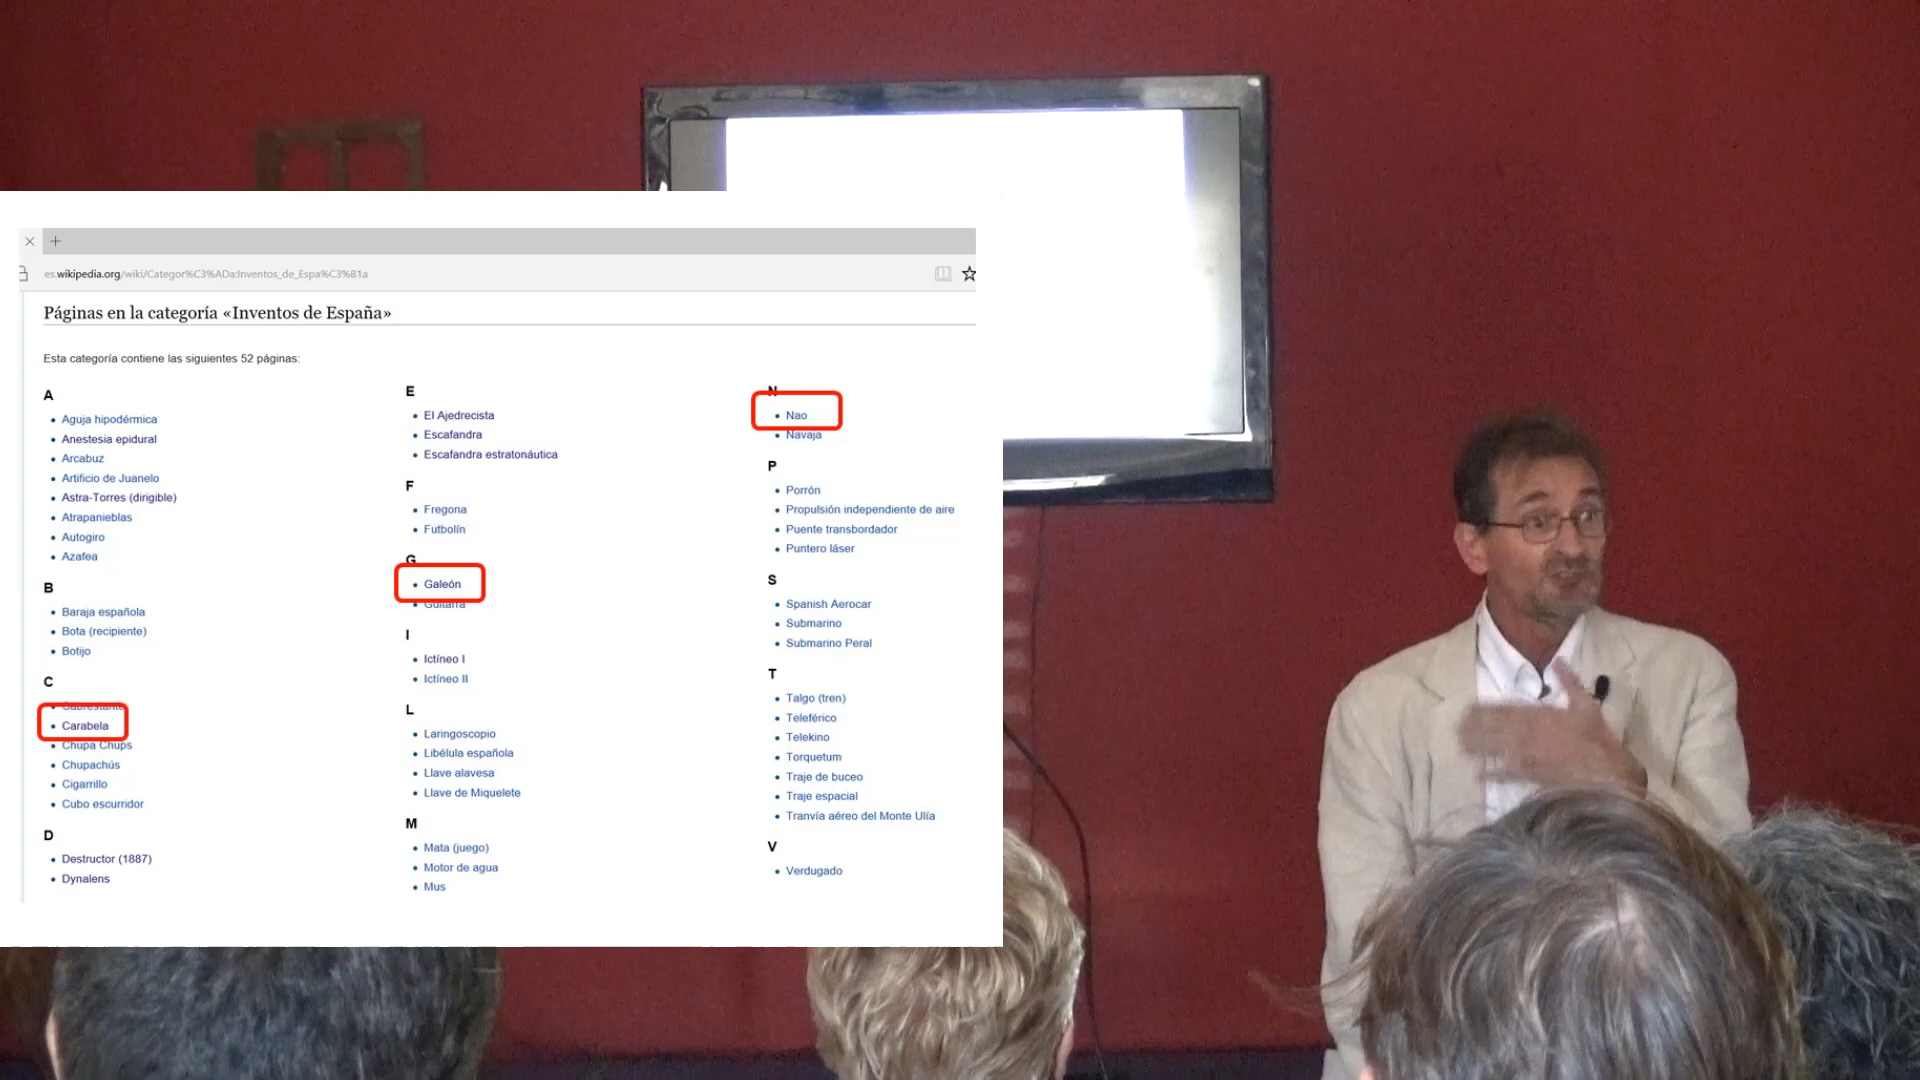 es.wikipedia.org/wiki/Categor%C3%ADa:Inventos_de_Espa%C3%B1a
Páginas en la categoría «Inventos de España»
Esta categoría contiene las siguientes 52 páginas:
A
Aguja hipodérmica
Anestesia epidural
Arcabuz
Artificio de Juanelo
Astra-Torres (dirigible)
Atrapanieblas
Autogiro
Azafea
B
Baraja española
Bota (recipiente)
Botijo
C
Cabrestante
Carabela
Chupa Chups
Chupachús
Cigarrillo
Cubo escurridor
D
Destructor (1887)
Dynalens
E
El Ajedrecista
Escafandra
Escafandra estratonáutica
F
Fregona
Futbolín
G
Galeón
Guitarra
I
Ictíneo I
Ictíneo II
L
Laringoscopio
Libélula española
Llave alavesa
Llave de Miquelete
M
Mata (juego)
Motor de agua
Mus
N
Nao
Navaja
P
Porrón
Propulsión independiente de aire
Puente transbordador
Puntero láser
S
Spanish Aerocar
Submarino
Submarino Peral
T
Talgo (tren)
Teleférico
Telekino
Torquetum
Traje de buceo
Traje espacial
Tranvía aéreo del Monte Ulía
V
Verdugado